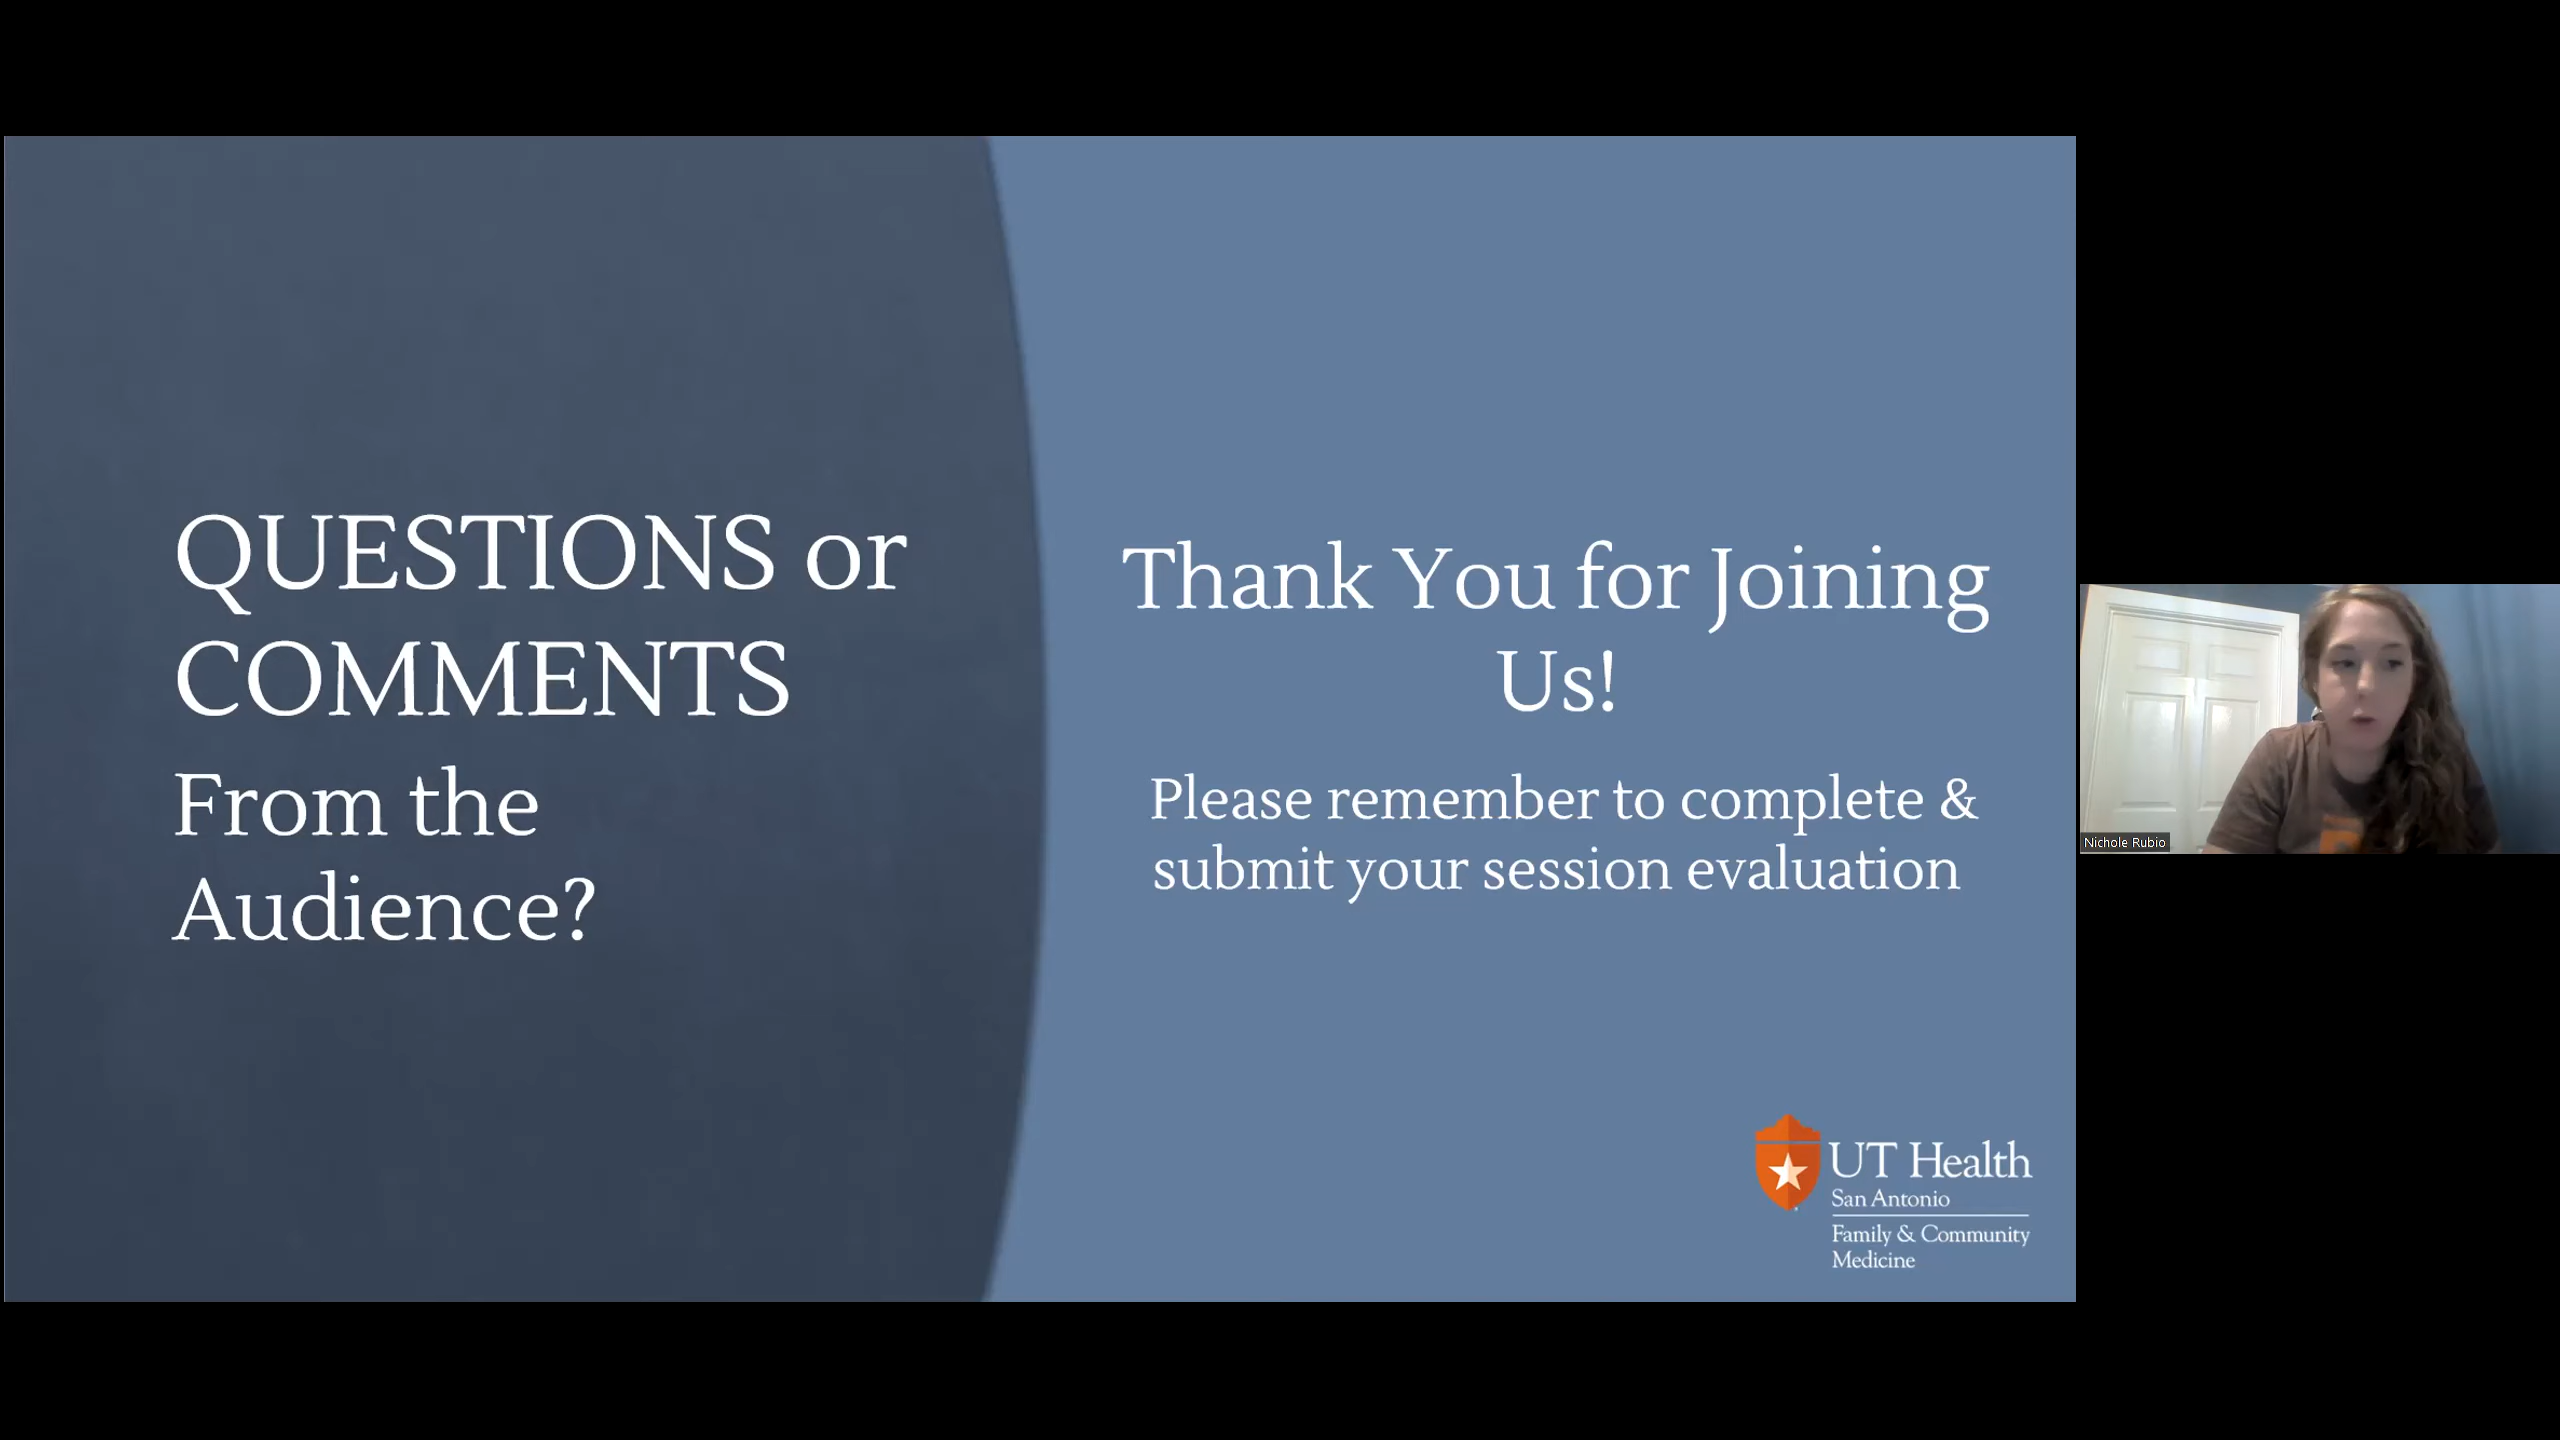 QUESTIONS or
COMMENTS
From the
Audience?
Thank You for Joining
Us!
Please remember to complete &
submit your session evaluation
UT Health
San Antonio
Family & Community
Medicine
Nichole Rubio